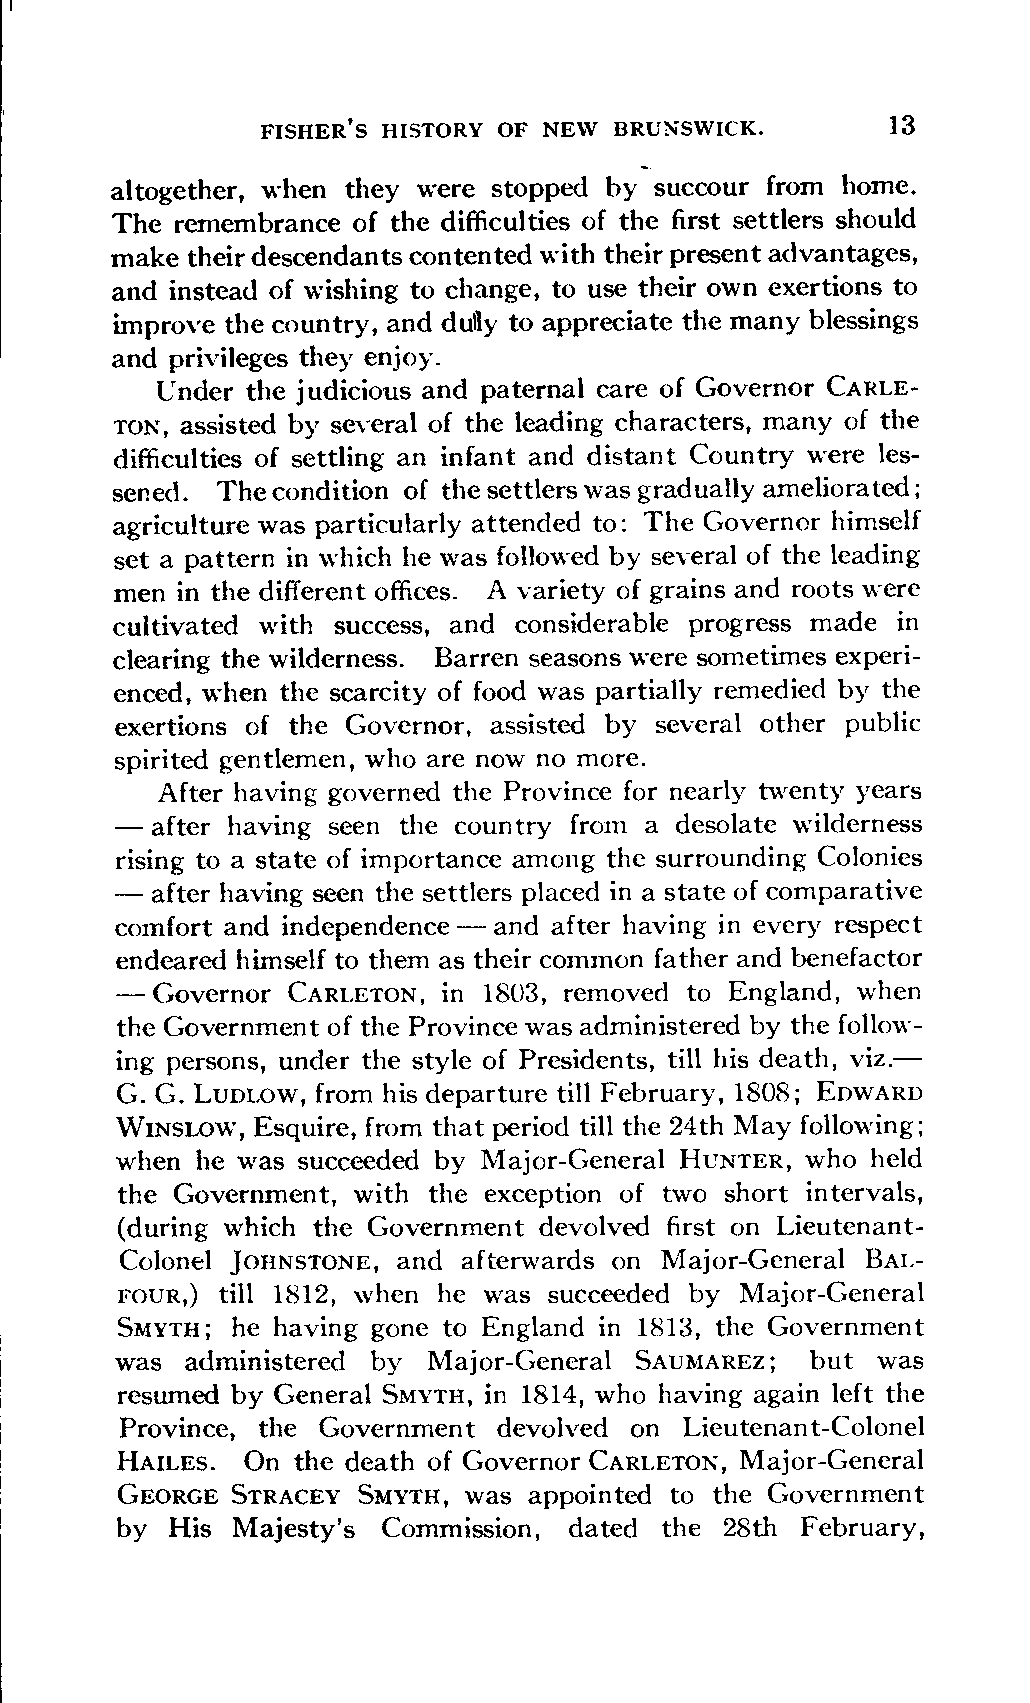 FISHER'S HISTORY OF NEW BRUNSWICK. 13
altogether, when they were stopped by succour from home.
The remembrance of the difficulties of the first settlers should
make their descendants contented with their present advantages,
and instead of wishing to change, to use their own exertions to
improve the country, and dully to appreciate the many blessings
and privileges they enjoy.
Under the judicious and paternal care of Governor CARLE-
TON, assisted by several of the leading characters, many of the
difficulties of settling an infant and distant Country were les-
sened. The condition of the settlers was gradually ameliorated;
agriculture was particularly attended to: The Governor himself
set a pattern in which he was followed by several of the leading
men in the different offices. A variety of grains and roots were
cultivated with success, and considerable progress made in
clearing the wilderness. Barren seasons were sometimes experi-
enced, when the scarcity of food was partially remedied by the
exertions of the Governor, assisted by several other public
spirited gentlemen, who are now no more.
After having governed the Province for nearly twenty years
— after having seen the country from a desolate wilderness
rising to a state of importance among the surrounding Colonies
— after having seen the settlers placed in a state of comparative
comfort and independence — and after having in every respect
endeared himself to them as their common father and benefactor
— Governor CARLETON, in 1803, removed to England, when
the Government of the Province was administered by the follow-
ing persons, under the style of Presidents, till his death, viz.—
G. G. LUDLOW, from his departure till February, 1808; EDWARD
WINSLOW, Esquire, from that period till the 24th May following;
when he was succeeded by Major-General HUNTER, who held
the Government, with the exception of two short intervals,
(during which the Government devolved first on Lieutenant-
Colonel JOHNSTONE, and afterwards on Major-General BAL-
FOUR,) till 1812, when he was succeeded by Major-General
SMYTH; he having gone to England in 1813, the Government
was administered by Major-General SAUMAREZ; but was
resumed by General SMYTH, in 1814, who having again left the
Province, the Government devolved on Lieutenant-Colonel
HAILES. On the death of Governor CARLETON, Major-General
GEORGE STRACEY SMYTH, was appointed to the Government
by His Majesty's Commission, dated the 28th February,